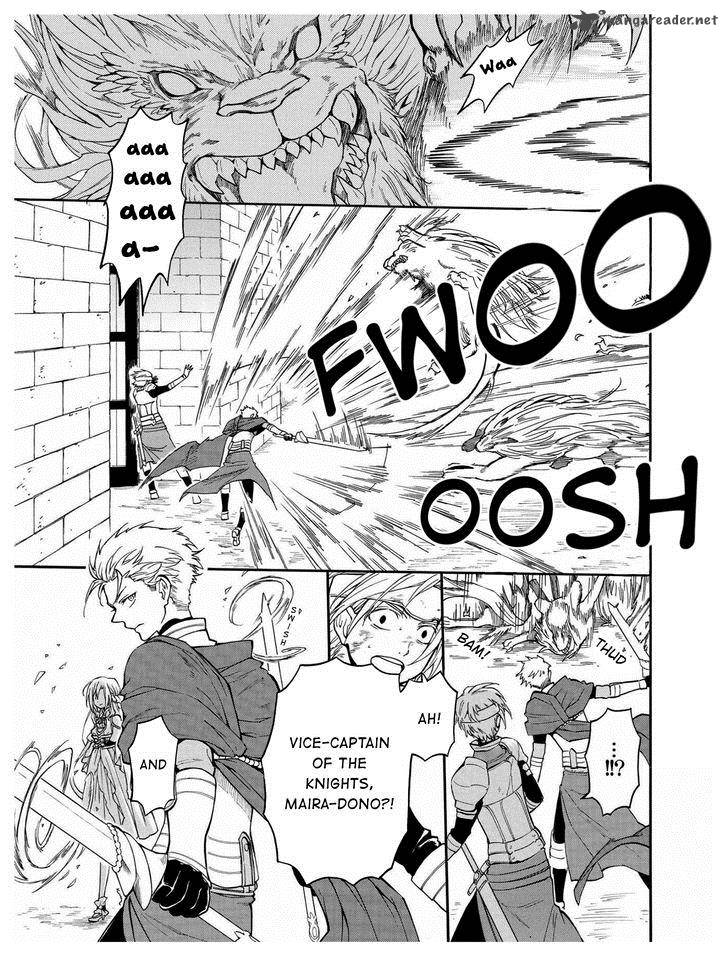 mangareader.net
Waa
aaa
aaa
aaa
a-
FWOO
OOSH
BAM!
THUD
...!!?
AH!
VICE-CAPTAIN
OF THE
KNIGHTS,
MAIRA-DONO?!
SWISH
AND